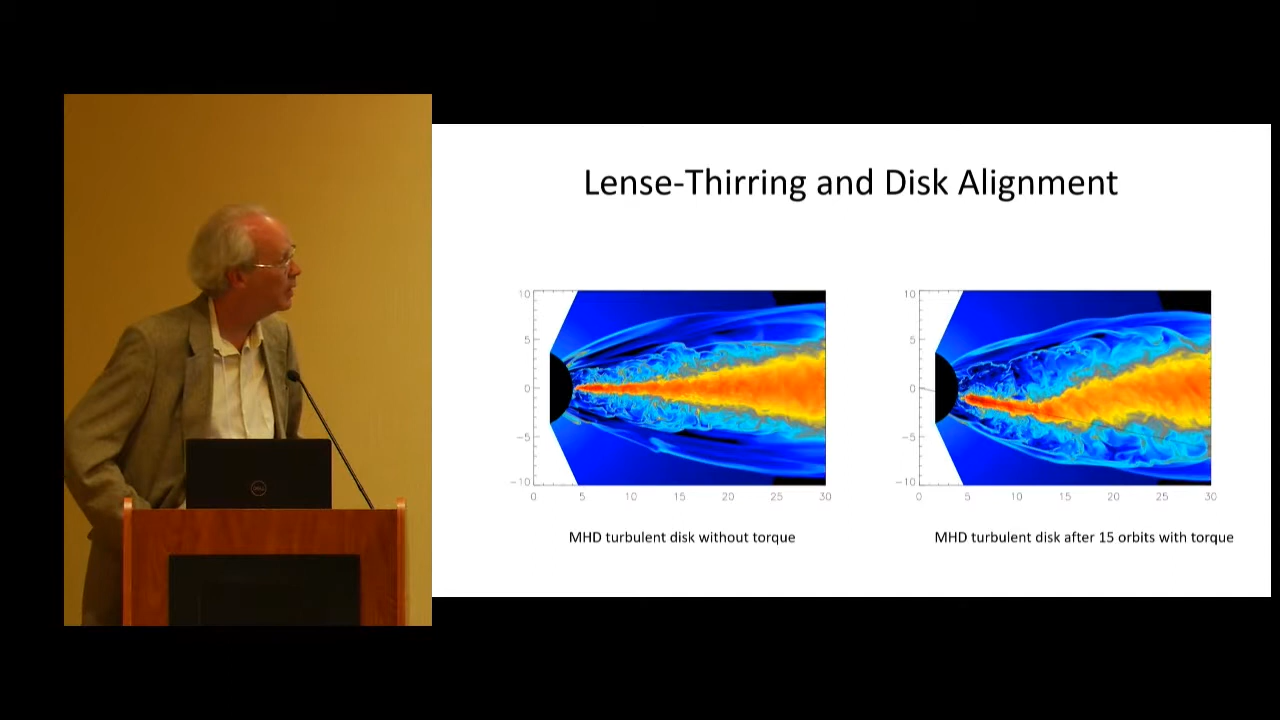 Lense-Thirring and Disk Alignment
10
5
0
−5
−10
0 5 10 15 20 25 30
10
5
0
−5
−10
0 5 10 15 20 25 30
MHD turbulent disk without torque
MHD turbulent disk after 15 orbits with torque
DELL